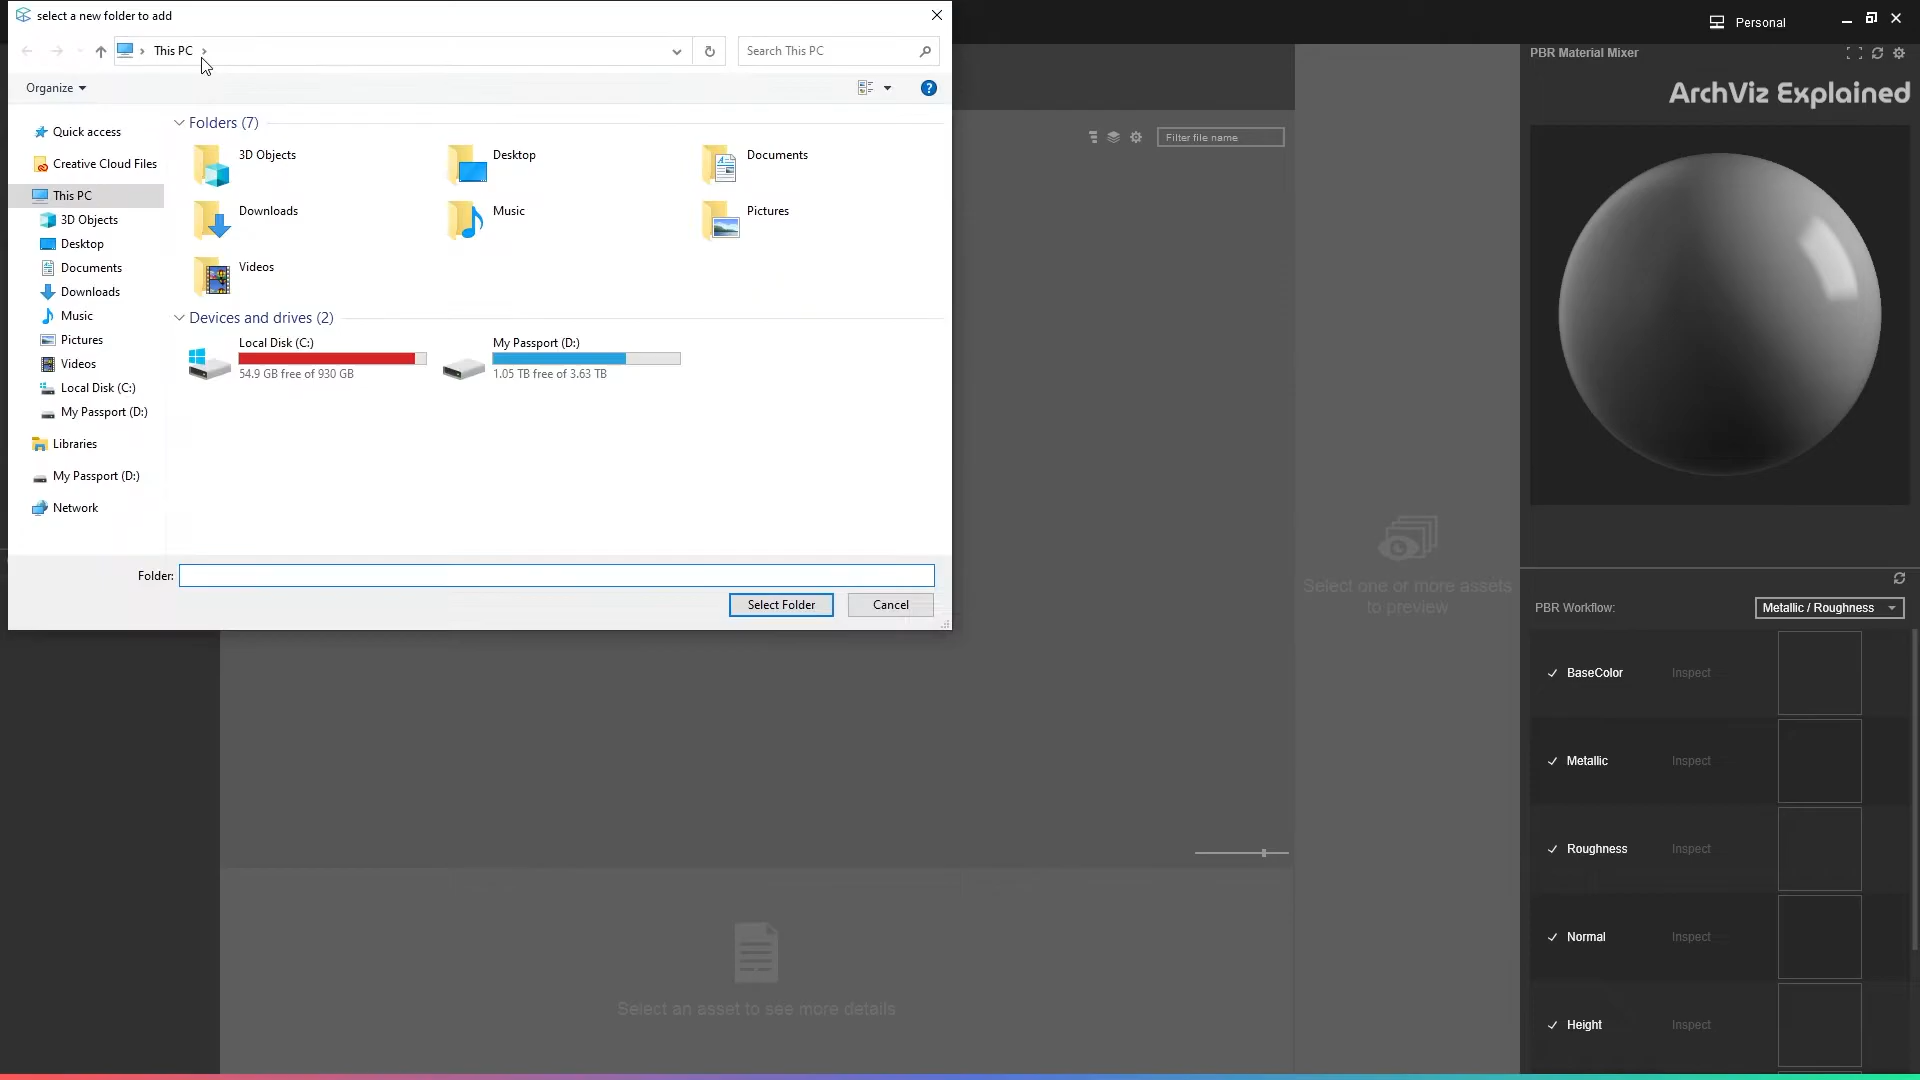 select a new folder to add
This PC
Search This PC
Organize
Quick access
Creative Cloud Files
This PC
3D Objects
Desktop
Documents
Downloads
Music
Pictures
Videos
Local Disk (C:)
My Passport (D:)
Libraries
My Passport (D:)
Network
Folders (7)
3D Objects
Desktop
Documents
Downloads
Music
Pictures
Videos
Devices and drives (2)
Local Disk (C:)
54.9 GB free of 930 GB
My Passport (D:)
1.05 TB free of 3.63 TB
Folder:
Select Folder
Cancel
Filter file name
Select one or more assets
to preview
Select an asset to see more details
Personal
PBR Material Mixer
ArchViz Explained
PBR Workflow:
Metallic / Roughness
BaseColor
Inspect
Metallic
Inspect
Roughness
Inspect
Normal
Inspect
Height
Inspect